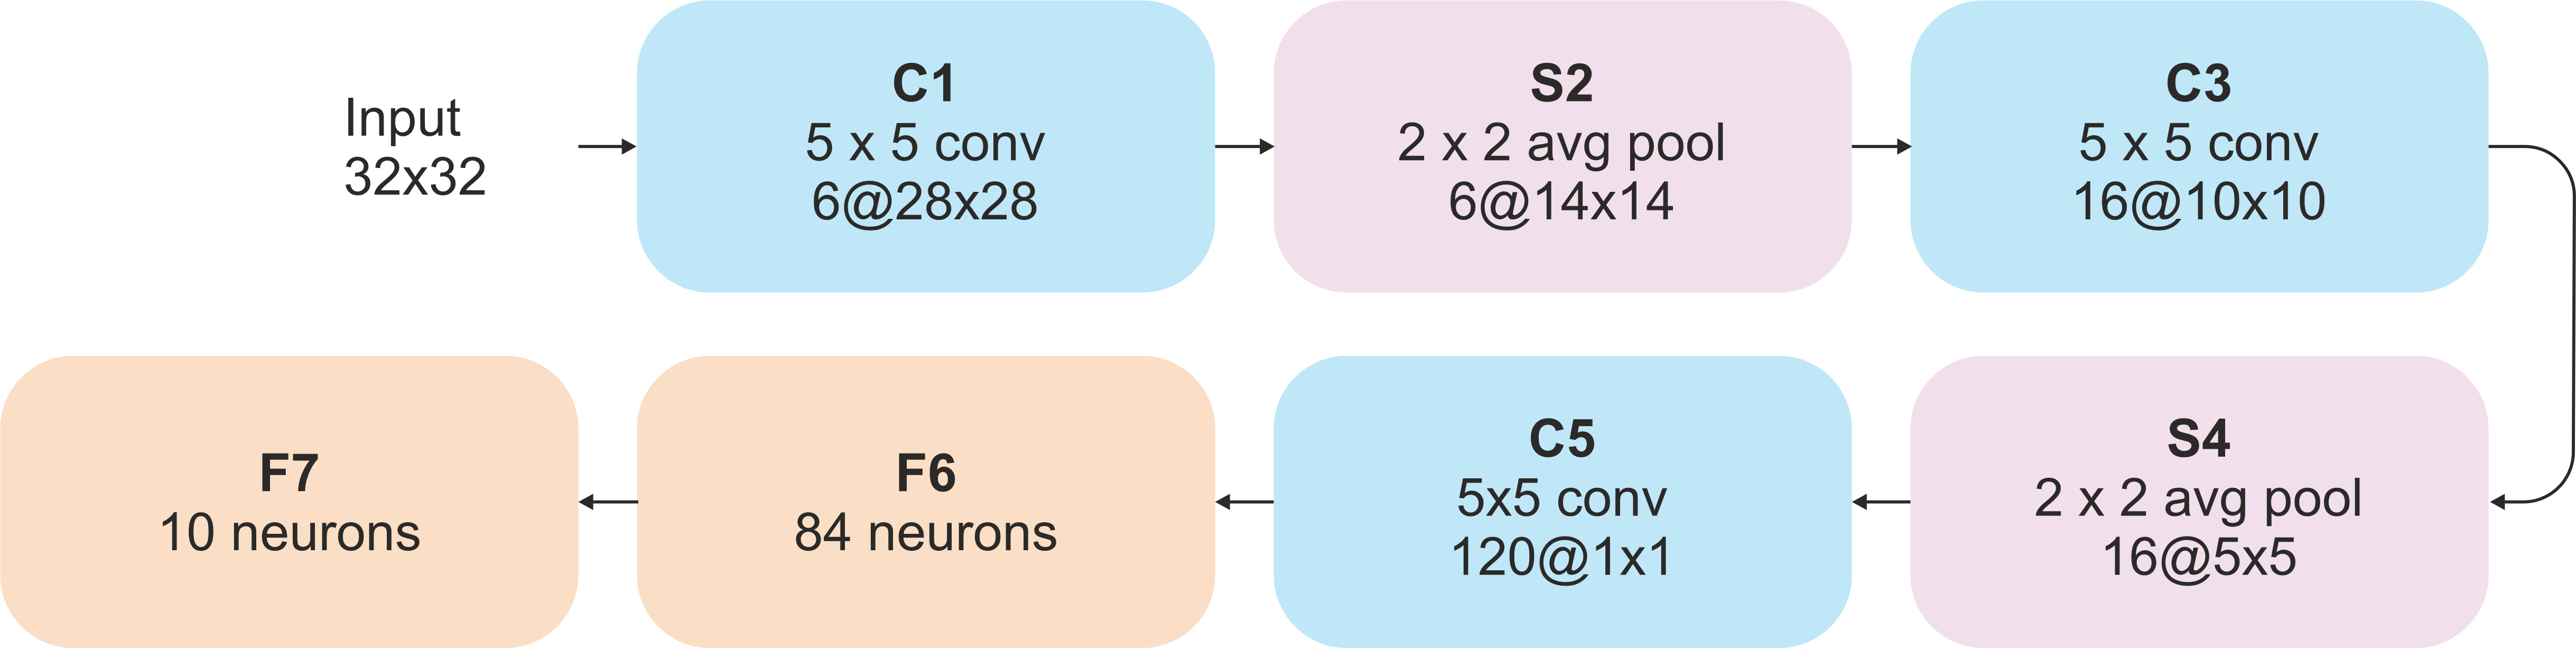 Input
32x32
C1
5 x 5 conv
6@28x28
S2
2 x 2 avg pool
6@14x14
C3
5 x 5 conv
16@10x10
S4
2 x 2 avg pool
16@5x5
C5
5x5 conv
120@1x1
F6
84 neurons
F7
10 neurons